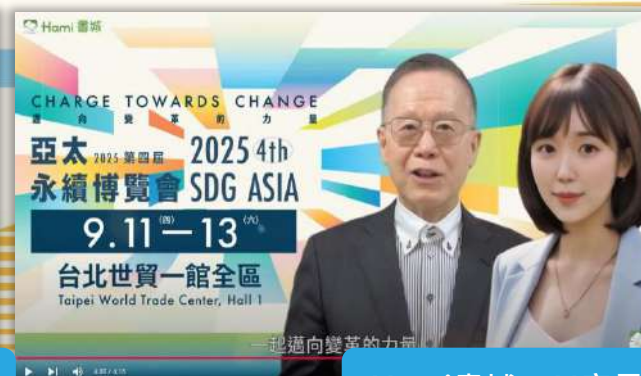 Hami 書城
CHARGE TOWARDS CHANGE
邁向變革的力量
亞太 2025 第四屆
永續博覽會
2025 4th
SDG ASIA
9.11(四)－13(六)
台北世貿一館全區
Taipei World Trade Center, Hall 1
一起邁向變革的力量